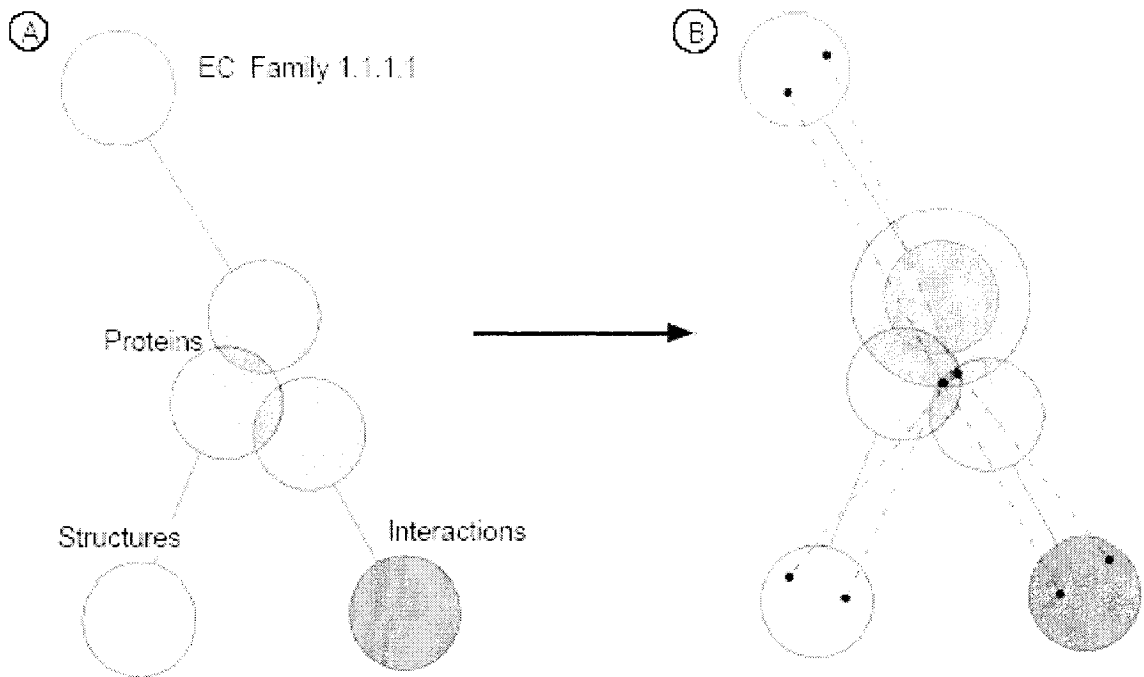 A
B
EC Family 1.1.1.1
Proteins
Structures
Interactions